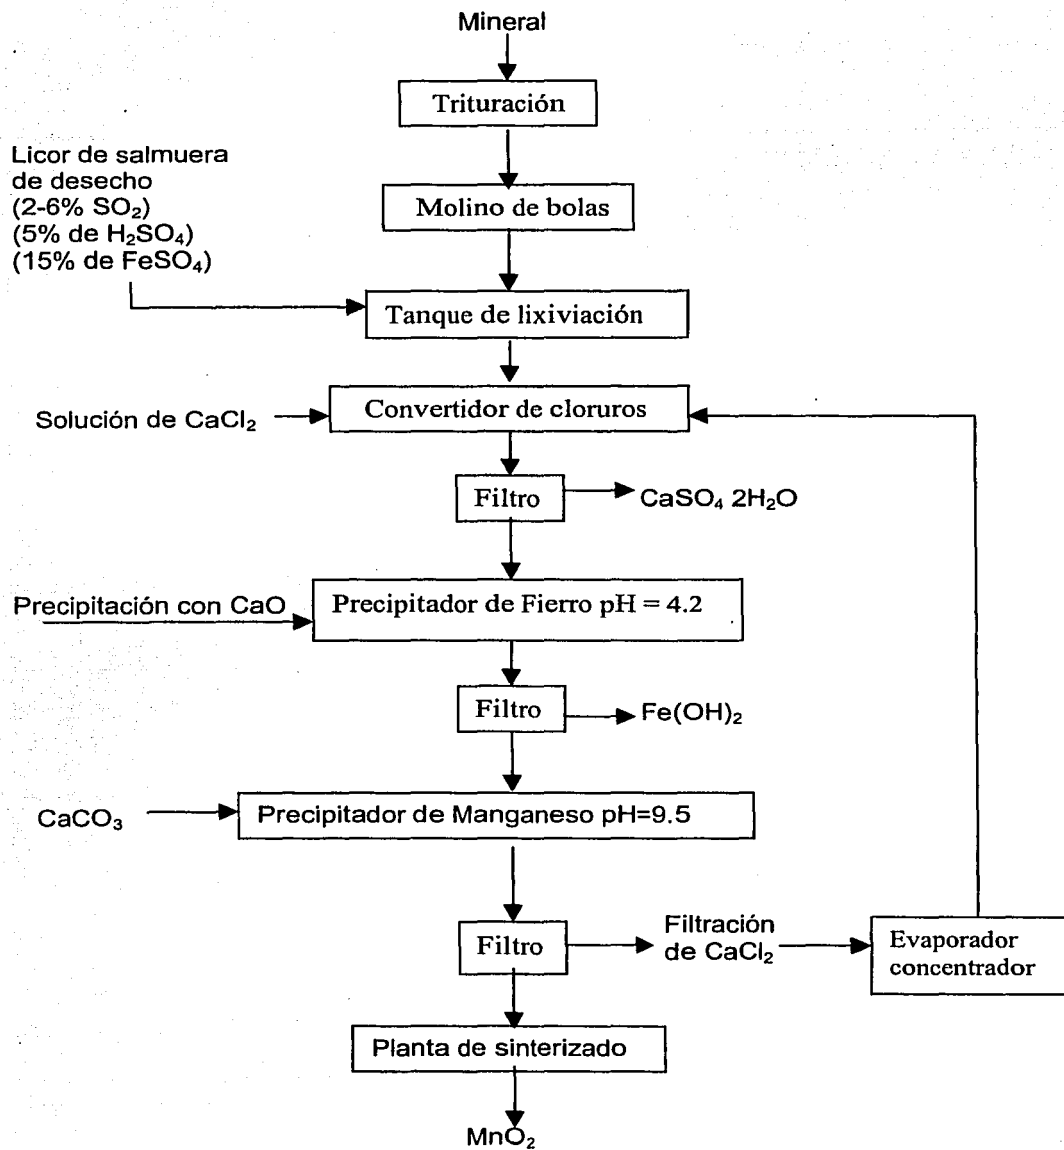 Mineral
Trituración
Licor de salmuera
de desecho
(2-6% SO₂)
(5% de H₂SO₄)
(15% de FeSO₄)
Molino de bolas
Tanque de lixiviación
Convertidor de cloruros
Solución de CaCl₂
Filtro
CaSO₄ 2H₂O
Precipitación con CaO
Precipitador de Fierro pH = 4.2
Filtro
Fe(OH)₂
CaCO₃
Precipitador de Manganeso pH=9.5
Filtro
Filtración
de CaCl₂
Evaporador
concentrador
Planta de sinterizado
MnO₂